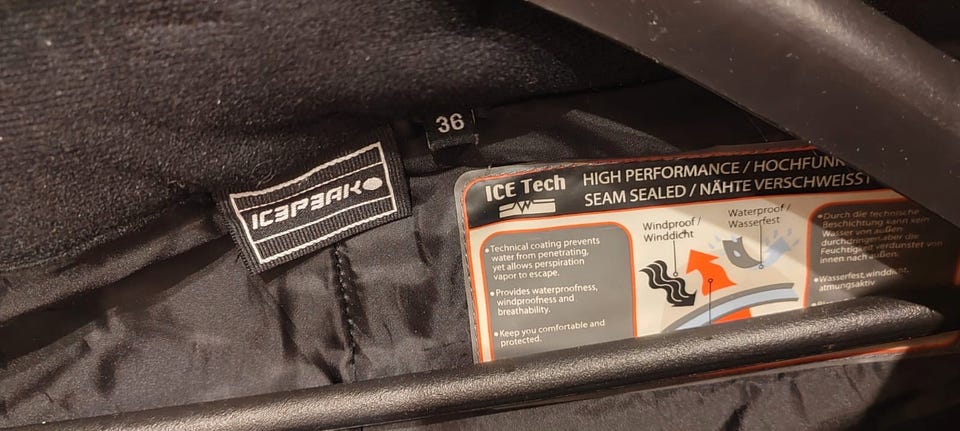 36
ICEPEAK
ICE Tech
HIGH PERFORMANCE /
SEAM SEALED / NÄHTE VERSCHWEISST
Technical coating prevents
water from penetrating,
yet allows perspiration
vapor to escape.
Provides waterproofness,
windproofness and
breathability.
Keep you comfortable and
protected.
Windproof /
Winddicht
Waterproof /
Wasserfest
Durch die technische
Beschichtung kann kein
Wasser von außen
durchdringen,aber die
Feuchtigkeit verdunstet von
innen nach außen.
Wasserfest,winddicht,
atmungsaktiv